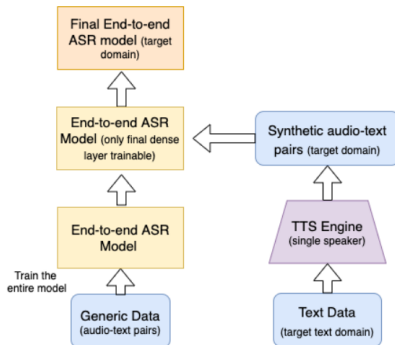 Final End-to-end
ASR model (target
domain)
End-to-end ASR
Model (only final dense
layer trainable)
Synthetic audio-text
pairs (target domain)
End-to-end ASR
Model
TTS Engine
(single speaker)
Train the
entire model
Generic Data
(audio-text pairs)
Text Data
(target text domain)